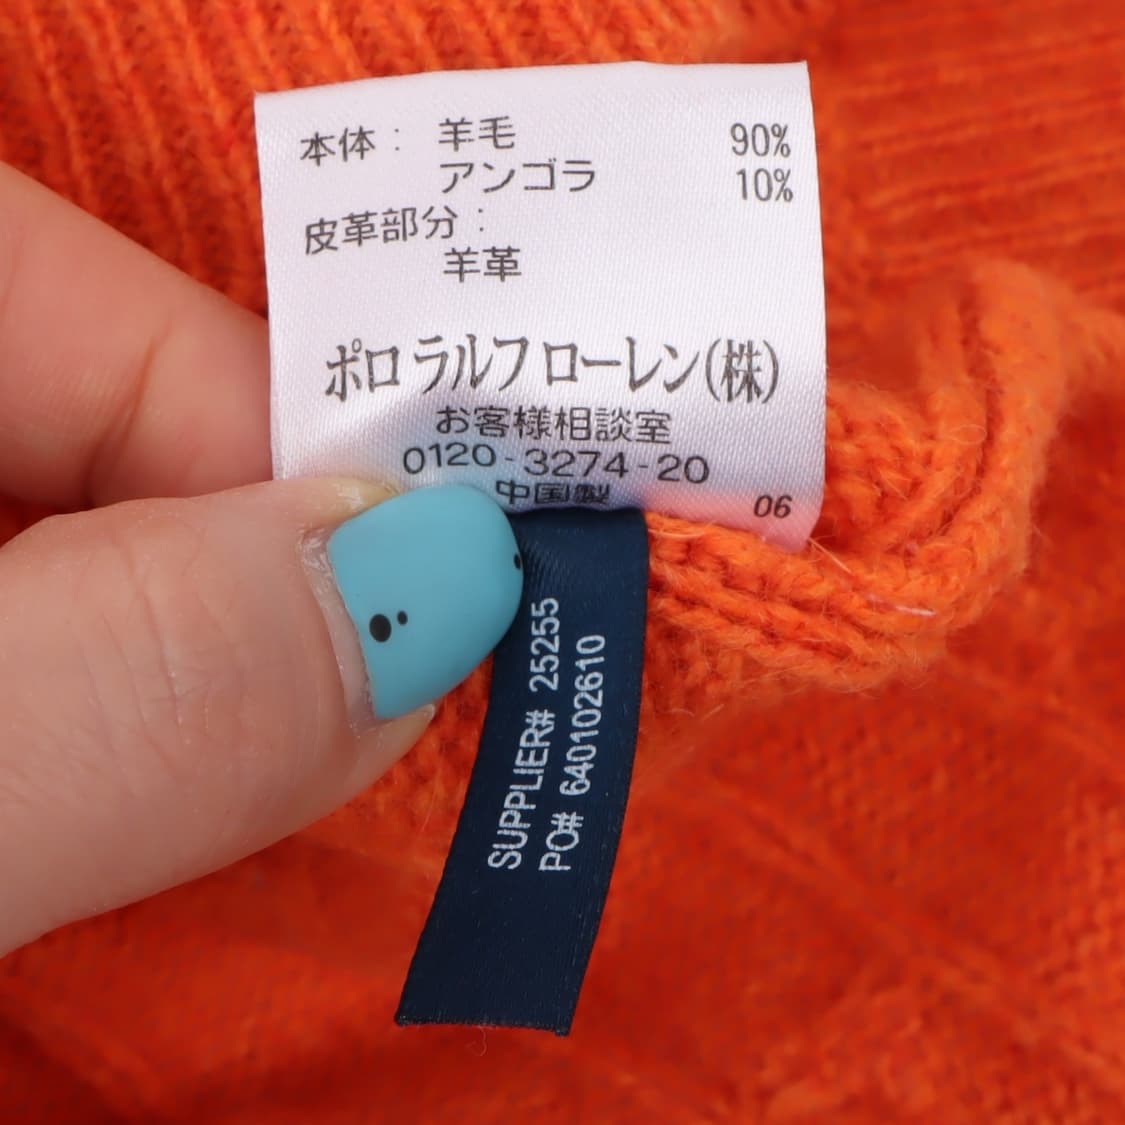 本体： 羊毛 90%
アンゴラ 10%
皮革部分：
羊革
ポロ ラルフ ローレン(株)
お客様相談室
0120-3274-20
中国製
06
SUPPLIER# 25255
PO# 640102610